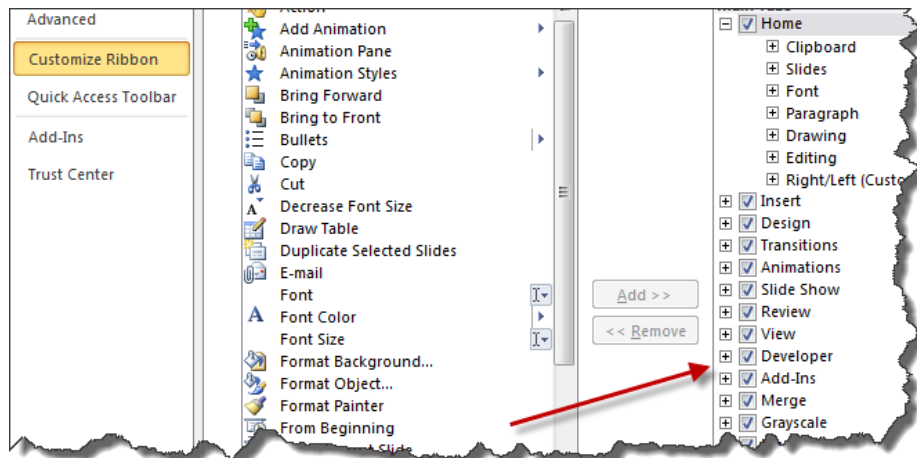 Advanced
Customize Ribbon
Quick Access Toolbar
Add-Ins
Trust Center
Action
Add Animation
Animation Pane
Animation Styles
Bring Forward
Bring to Front
Bullets
Copy
Cut
Decrease Font Size
Draw Table
Duplicate Selected Slides
E-mail
Font
Font Color
Font Size
Format Background...
Format Object...
Format Painter
From Beginning
Slide
Add >>
<< Remove
Home
Clipboard
Slides
Font
Paragraph
Drawing
Editing
Right/Left (Custo
Insert
Design
Transitions
Animations
Slide Show
Review
View
Developer
Add-Ins
Merge
Grayscale